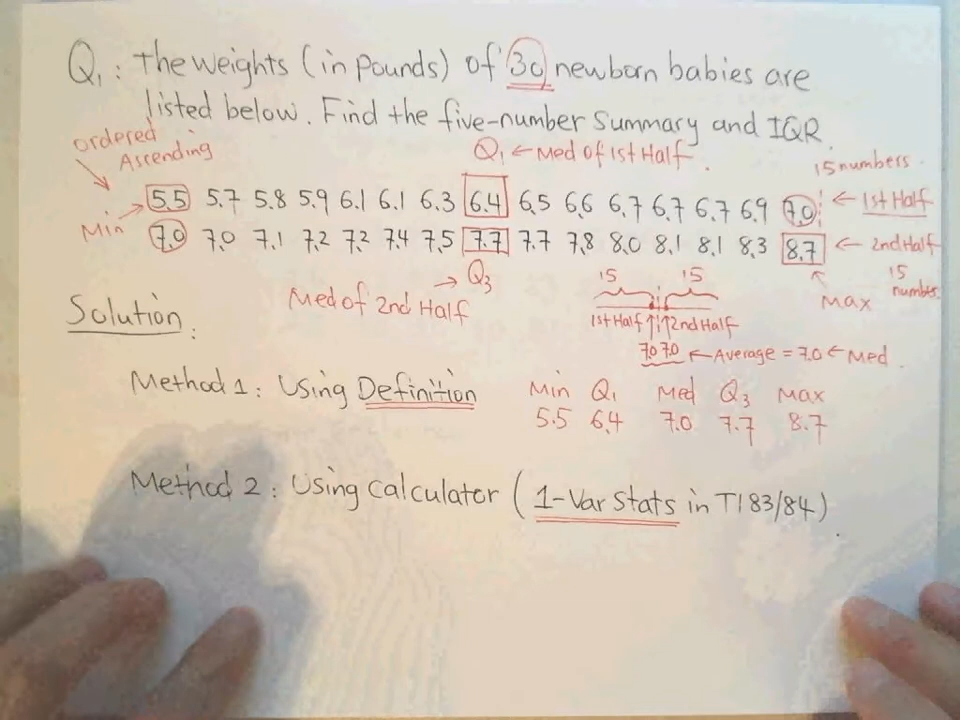 Q1: The weights (in pounds) of 30 newborn babies are
listed below. Find the five-number Summary and IQR.
ordered
Ascending
Q1 ← Med of 1st Half.
15 numbers.
5.5 5.7 5.8 5.9 6.1 6.1 6.3 6.4 6.5 6.6 6.7 6.7 6.7 6.9 7.0 ← 1st Half
Min
7.0 7.0 7.1 7.2 7.2 7.4 7.5 7.7 7.7 7.8 8.0 8.1 8.1 8.3 8.7 ← 2nd Half
15
number.
→ Q3
Med of 2nd Half
15 15
Max
1st Half 2nd Half
7.0 7.0 ← Average = 7.0 ← Med.
Solution:
Method 1: Using Definition
Min Q1 Med Q3 Max
5.5 6.4 7.0 7.7 8.7
Method 2: Using Calculator (1-Var Stats in TI 83/84)